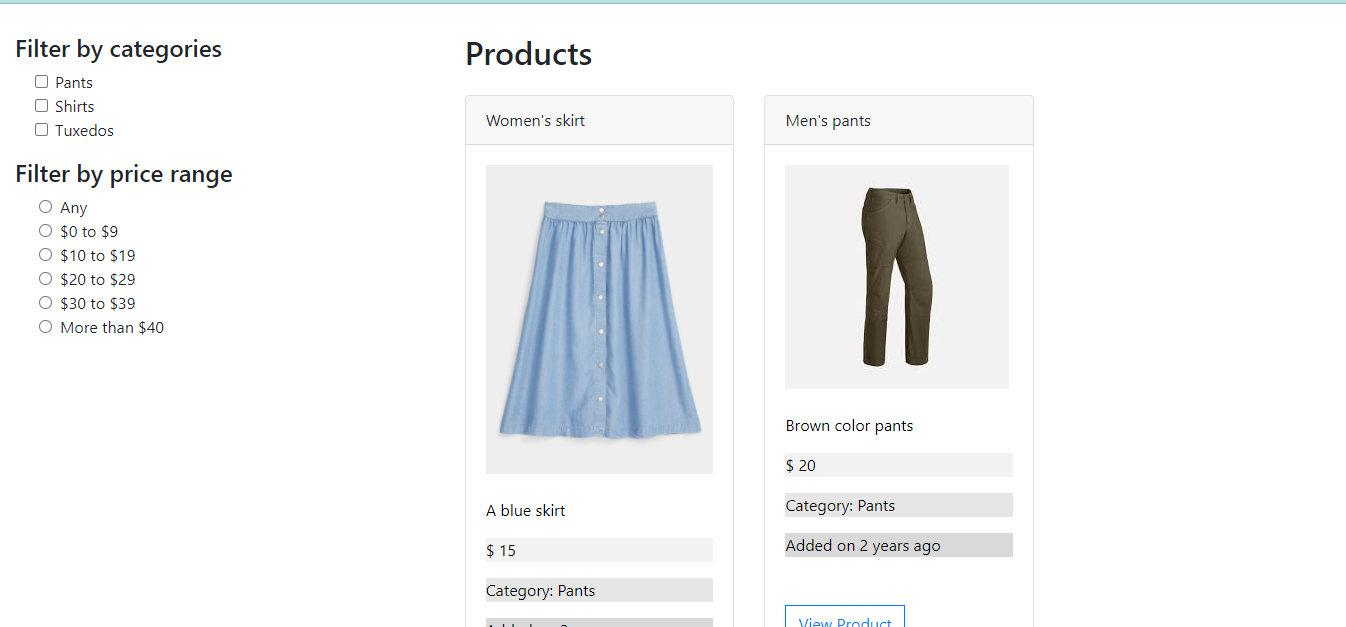 Filter by categories
Pants
Shirts
Tuxedos
Filter by price range
Any
$0 to $9
$10 to $19
$20 to $29
$30 to $39
More than $40
Products
Women's skirt
A blue skirt
$ 15
Category: Pants
Men's pants
Brown color pants
$ 20
Category: Pants
Added on 2 years ago
View Product